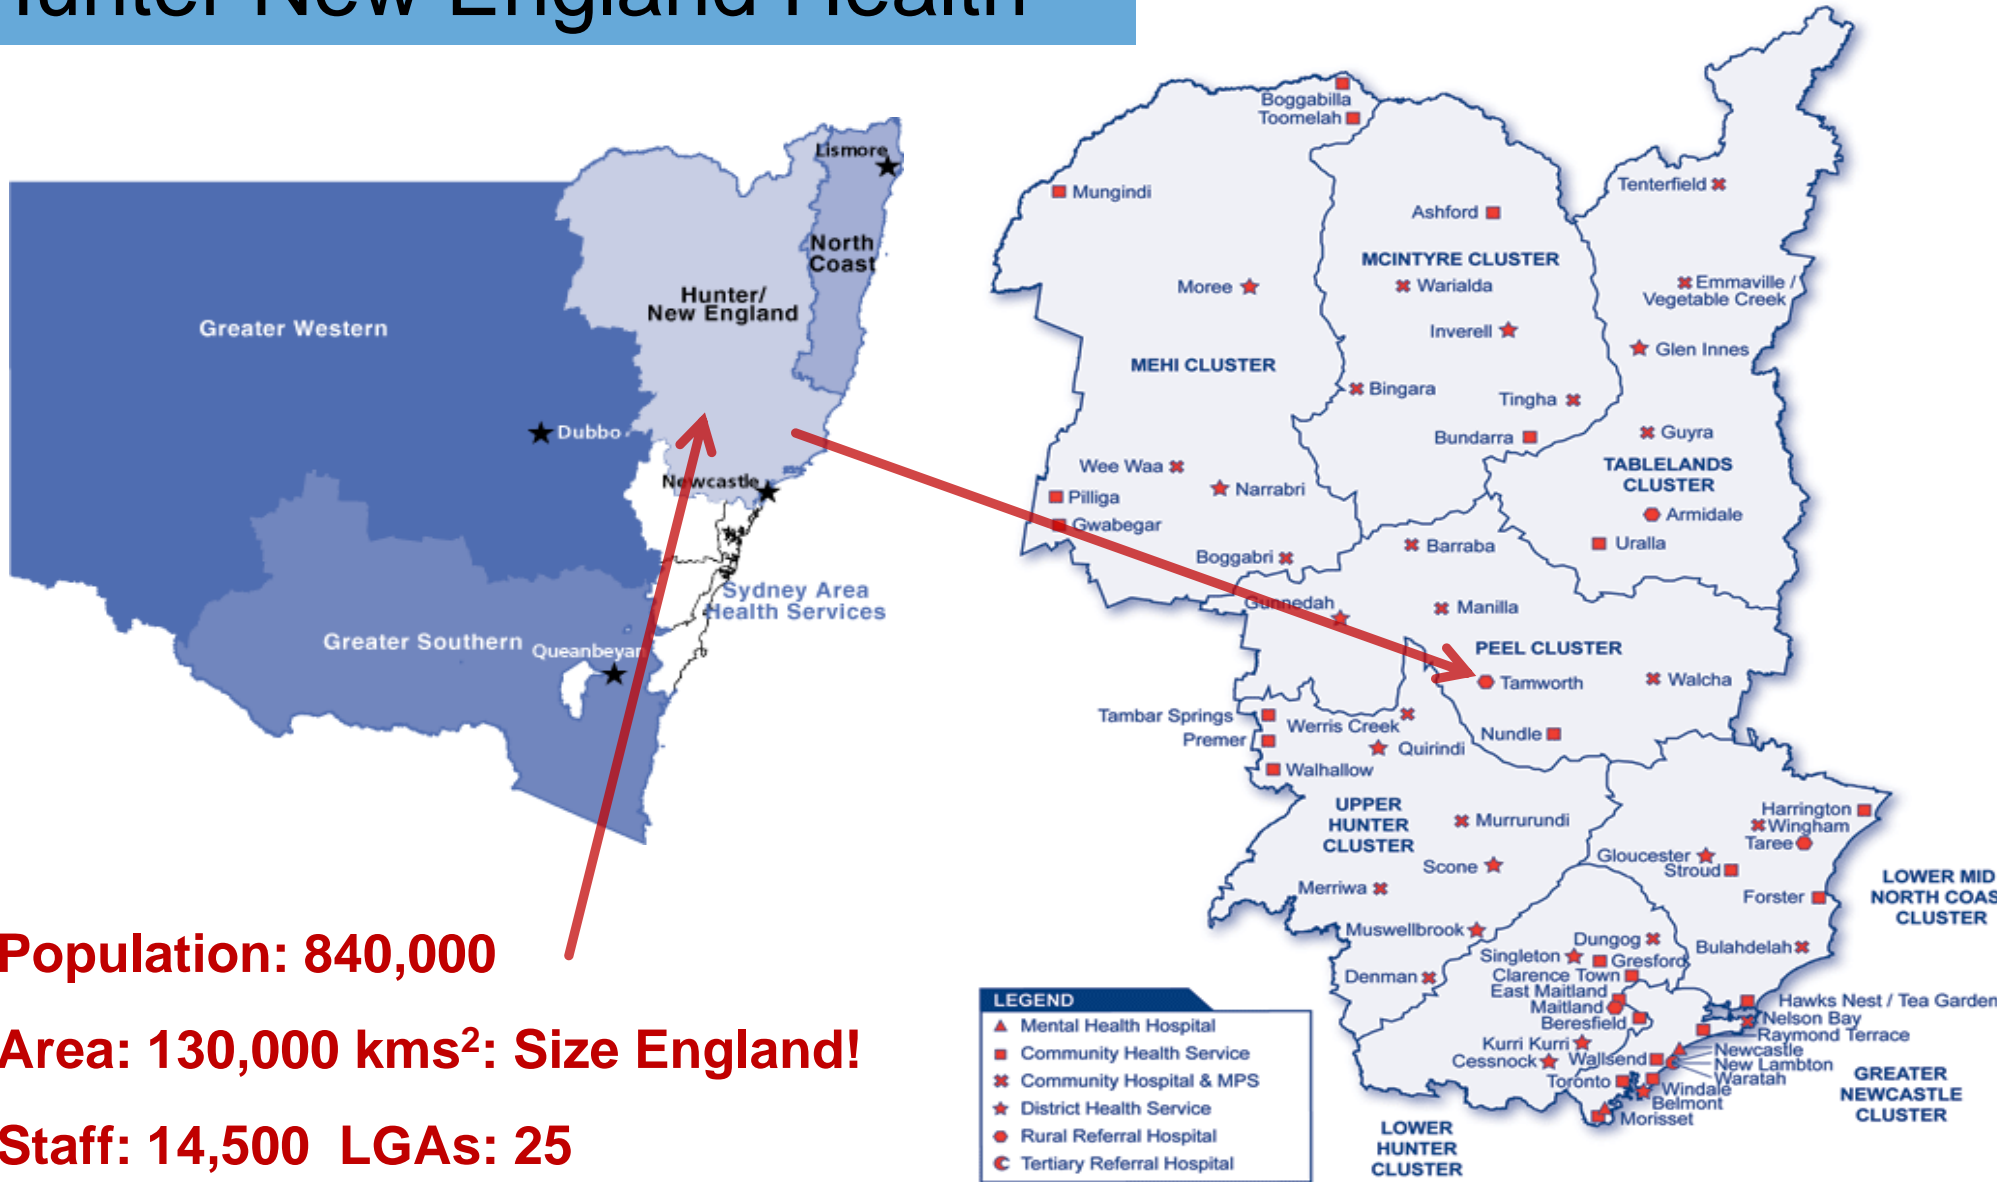 Hunter New England Health
Lismore
North
Coast
Hunter/
New England
Greater Western
Dubbo
Newcastle
Sydney Area
Health Services
Greater Southern
Queanbeyan
Population: 840,000
Area: 130,000 kms²: Size England!
Staff: 14,500 LGAs: 25
Boggabilla
Toomelah
Mungindi
Tenterfield
Ashford
MCINTYRE CLUSTER
Moree
Warialda
Emmaville /
Vegetable Creek
Inverell
Glen Innes
MEHI CLUSTER
Bingara
Tingha
Bundarra
Guyra
Wee Waa
TABLELANDS
CLUSTER
Pilliga
Narrabri
Gwabegar
Armidale
Uralla
Boggabri
Barraba
Gunnedah
Manilla
PEEL CLUSTER
Tamworth
Walcha
Tambar Springs
Werris Creek
Premer
Quirindi
Nundle
Walhallow
UPPER
HUNTER
CLUSTER
Murrurundi
Harrington
Wingham
Taree
Scone
Gloucester
Stroud
Merriwa
Forster
LOWER MID
NORTH COAS
CLUSTER
Muswellbrook
Dungog
Bulahdelah
Singleton
Gresford
Denman
Clarence Town
East Maitland
Maitland
Beresfield
Hawks Nest / Tea Garden
Nelson Bay
Raymond Terrace
Kurri Kurri
Cessnock
Wallsend
Newcastle
New Lambton
Waratah
Toronto
Windale
Belmont
Morisset
GREATER
NEWCASTLE
CLUSTER
LOWER
HUNTER
CLUSTER
LEGEND
Mental Health Hospital
Community Health Service
Community Hospital & MPS
District Health Service
Rural Referral Hospital
Tertiary Referral Hospital